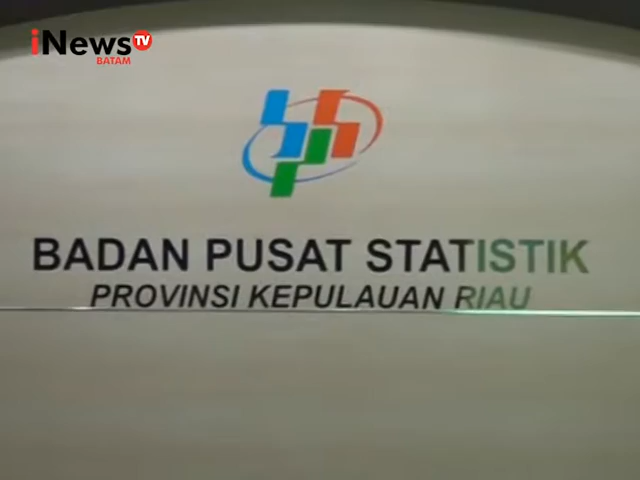 iNews TV
BATAM
BADAN PUSAT STATISTIK
PROVINSI KEPULAUAN RIAU